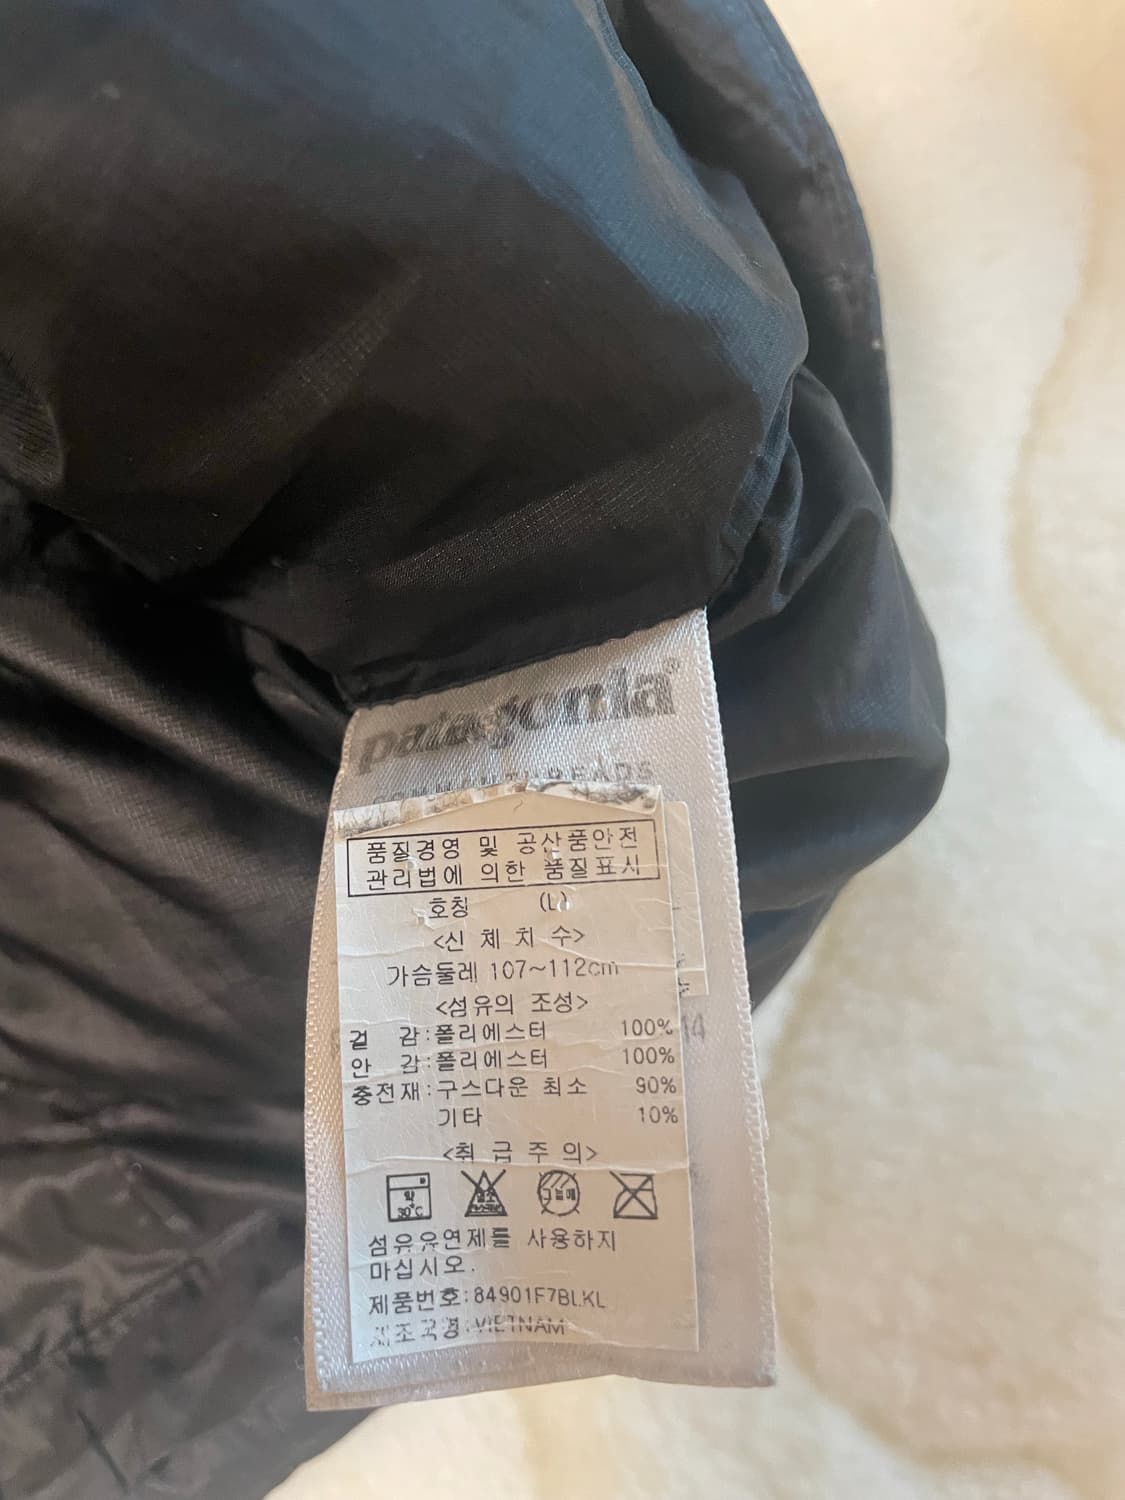 patagonia®
품질경영 및 공산품안전
관리법에 의한 품질표시
호칭 (L)
<신 체 치 수>
가슴둘레 107~112cm
<섬유의 조성>
겉 감:폴리에스터 100%
안 감:폴리에스터 100%
충전재:구스다운 최소 90%
기타 10%
<취 급 주 의>
약 30°C
섬유유연제를 사용하지
마십시오.
제품번호:84901F7BLKL
제조국명:VIETNAM